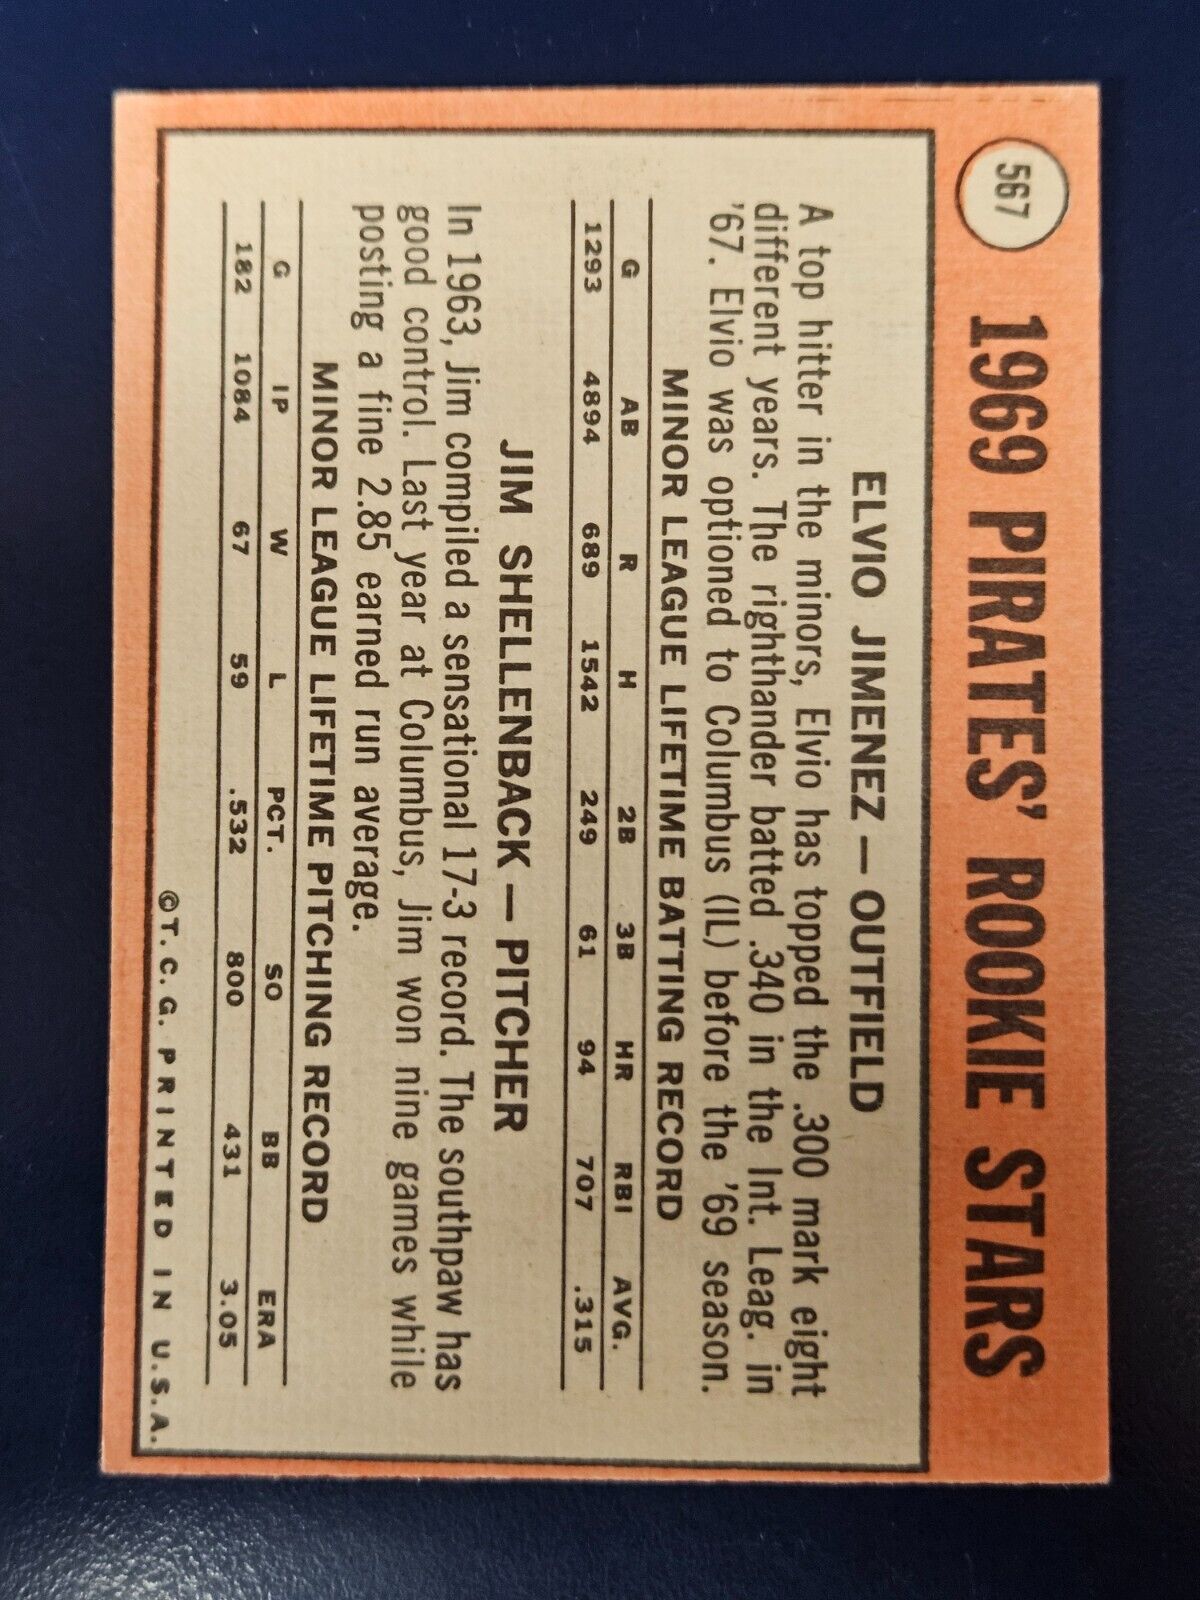 567
1969 PIRATES' ROOKIE STARS
ELVIO JIMENEZ — OUTFIELD
A top hitter in the minors, Elvio has topped the .300 mark eight
different years. The righthander batted .340 in the Int. Leag. in
'67. Elvio was optioned to Columbus (IL) before the '69 season.
MINOR LEAGUE LIFETIME BATTING RECORD
G AB R H 2B 3B HR RBI AVG.
1293 4894 689 1542 249 61 94 707 .315
JIM SHELLENBACK — PITCHER
In 1963, Jim compiled a sensational 17-3 record. The southpaw has
good control. Last year at Columbus, Jim won nine games while
posting a fine 2.85 earned run average.
MINOR LEAGUE LIFETIME PITCHING RECORD
G IP W L PCT. SO BB ERA
182 1084 67 59 .532 800 431 3.05
©T.C.G. PRINTED IN U.S.A.